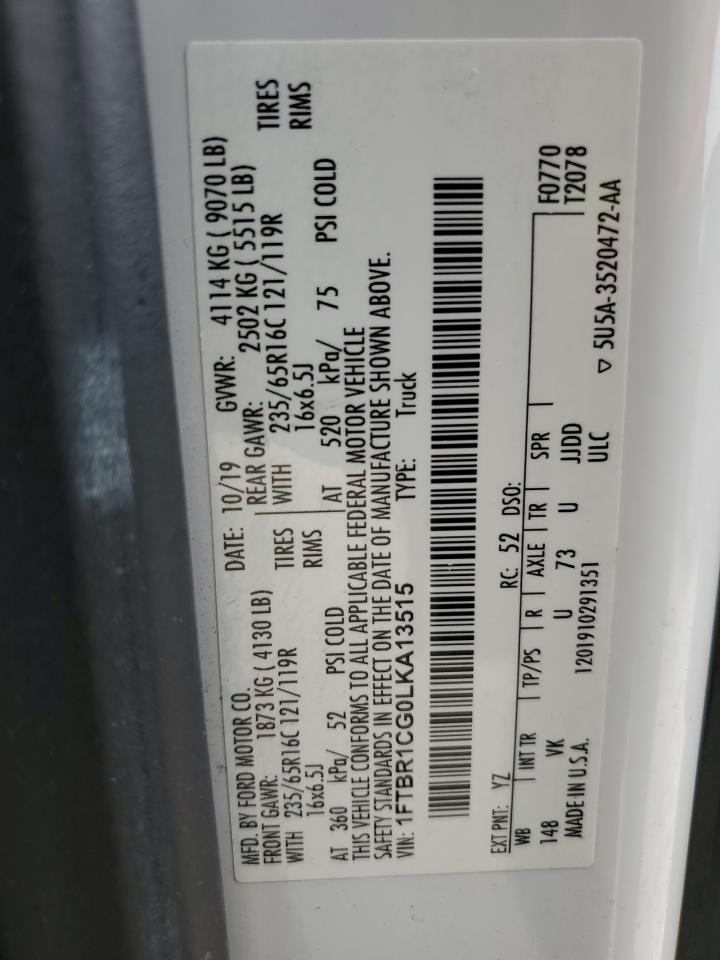 MFD. BY FORD MOTOR CO.
DATE: 10/19
GVWR: 4114 KG ( 9070 LB)
FRONT GAWR: 1873 KG ( 4130 LB)
REAR GAWR: 2502 KG ( 5515 LB)
WITH 235/65R16C 121/119R TIRES
WITH 235/65R16C 121/119R TIRES
16x6.5J RIMS
16x6.5J RIMS
AT 360 kPa/ 52 PSI COLD
AT 520 kPa/ 75 PSI COLD
THIS VEHICLE CONFORMS TO ALL APPLICABLE FEDERAL MOTOR VEHICLE
SAFETY STANDARDS IN EFFECT ON THE DATE OF MANUFACTURE SHOWN ABOVE.
VIN: 1FTBR1CG0LKA13515
TYPE: Truck
EXT PNT: YZ RC: 52 DSO: F0770
WB INT TR TP/PS R AXLE TR SPR T2078
148 VK U 73 U JJDD
MADE IN U.S.A. 1201910291351 ULC
▽ 5U5A-3520472-AA